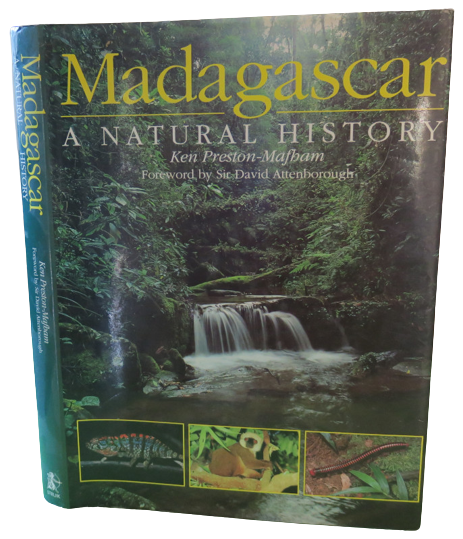 Madagascar
A NATURAL HISTORY
Ken Preston-Mafham
Foreword by Sir David Attenborough
Madagascar
A NATURAL HISTORY
Ken Preston-Mafham
Foreword by Sir David Attenborough